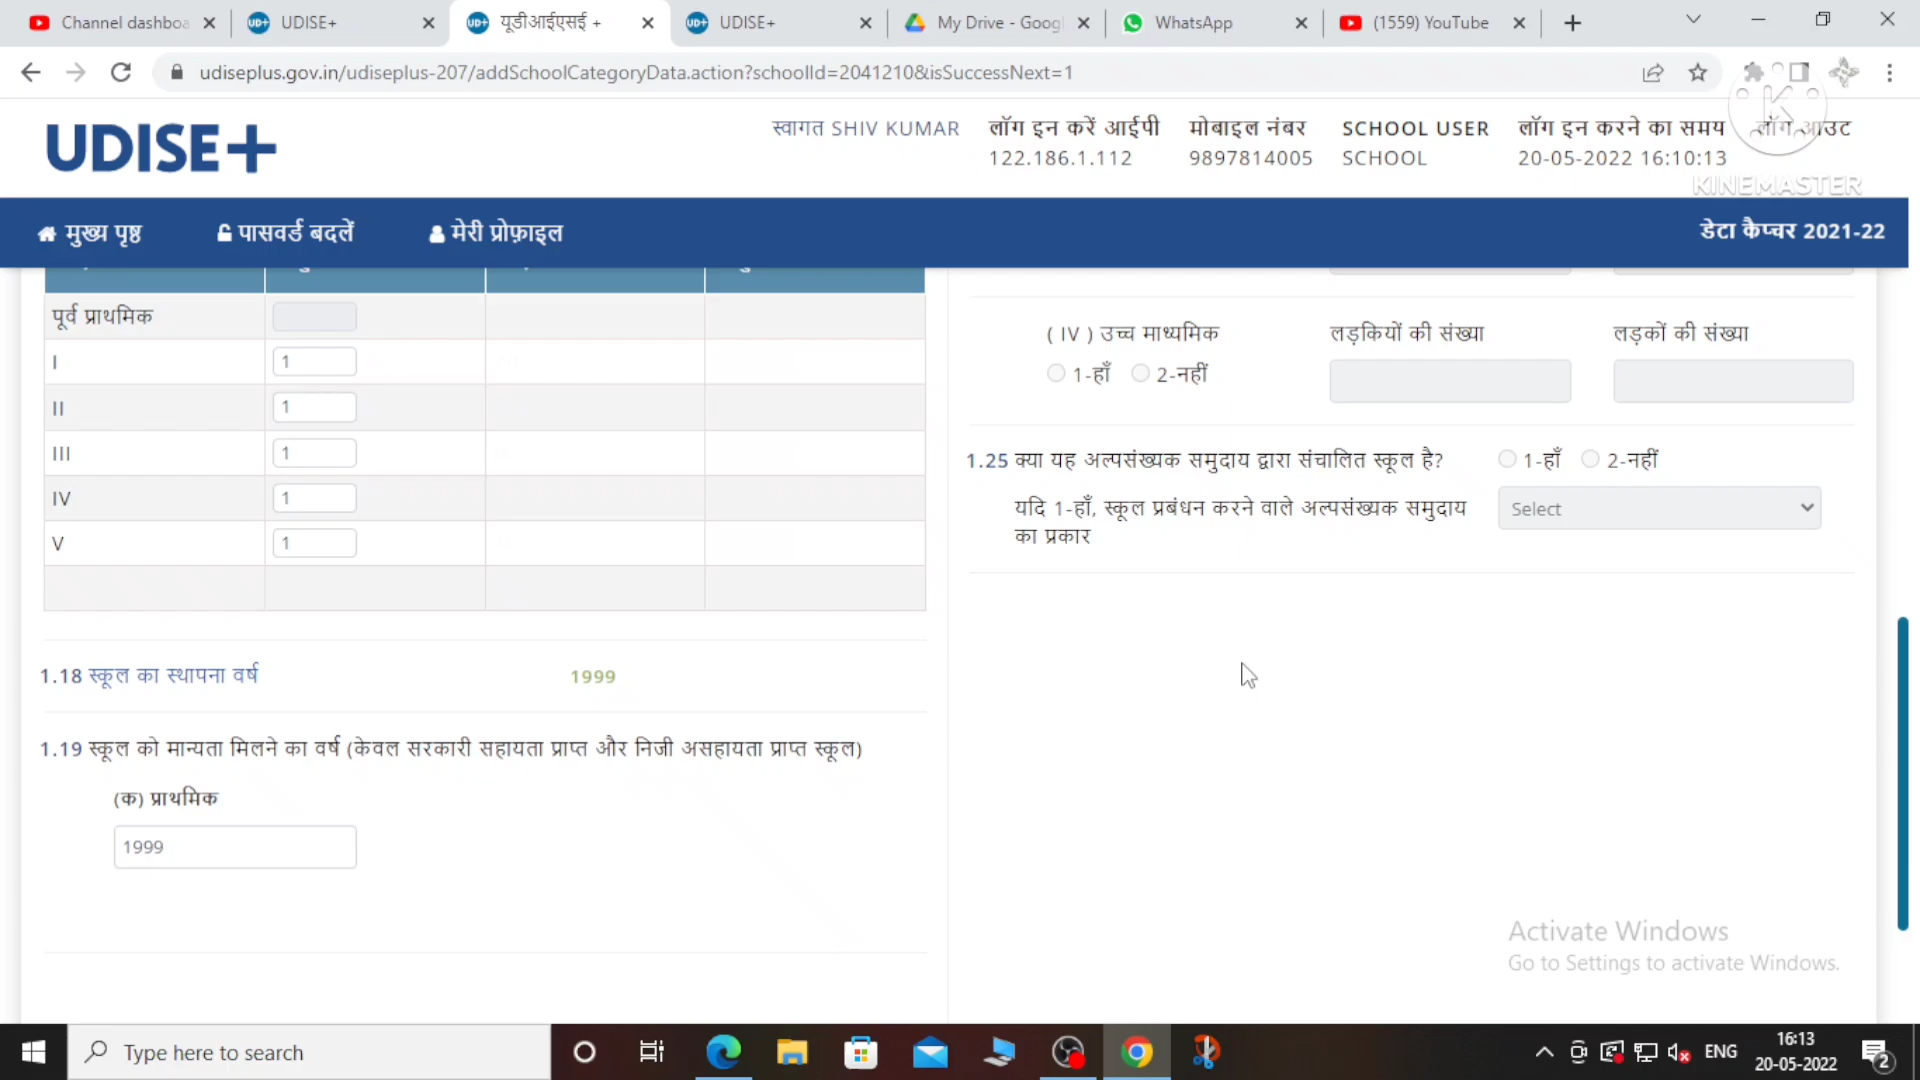 Channel dashboa
UDISE+
यूडीआईएसई +
UDISE+
My Drive - Goog
WhatsApp
(1559) YouTube
udiseplus.gov.in/udiseplus-207/addSchoolCategoryData.action?schoolId=2041210&isSuccessNext=1
UDISE+
स्वागत SHIV KUMAR
लॉग इन करें आईपी
122.186.1.112
मोबाइल नंबर
9897814005
SCHOOL USER
SCHOOL
लॉग इन करने का समय
20-05-2022 16:10:13
लॉग आउट
KINEMASTER
मुख्य पृष्ठ
पासवर्ड बदलें
मेरी प्रोफ़ाइल
डेटा कैप्चर 2021-22
पूर्व प्राथमिक
I 1
II 1
III 1
IV 1
V 1
1.18 स्कूल का स्थापना वर्ष 1999
1.19 स्कूल को मान्यता मिलने का वर्ष (केवल सरकारी सहायता प्राप्त और निजी असहायता प्राप्त स्कूल)
(क) प्राथमिक
1999
( IV ) उच्च माध्यमिक लड़कियों की संख्या लड़कों की संख्या
1-हाँ 2-नहीं
1.25 क्या यह अल्पसंख्यक समुदाय द्वारा संचालित स्कूल है? 1-हाँ 2-नहीं
यदि 1-हाँ, स्कूल प्रबंधन करने वाले अल्पसंख्यक समुदाय Select
का प्रकार
Activate Windows
Go to Settings to activate Windows.
Type here to search
ENG
16:13
20-05-2022
2